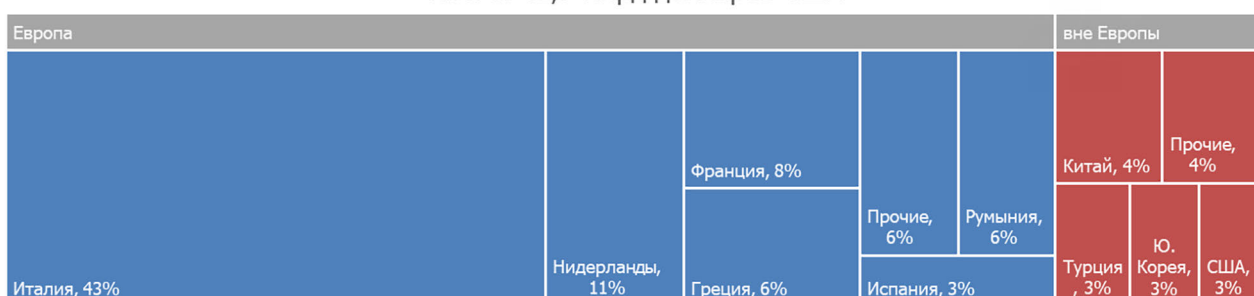 Европа
вне Европы
Италия, 43%
Нидерланды,
11%
Франция, 8%
Греция, 6%
Прочие,
6%
Румыния,
6%
Испания, 3%
Китай, 4%
Прочие,
4%
Турция
, 3%
Ю.
Корея,
3%
США,
3%